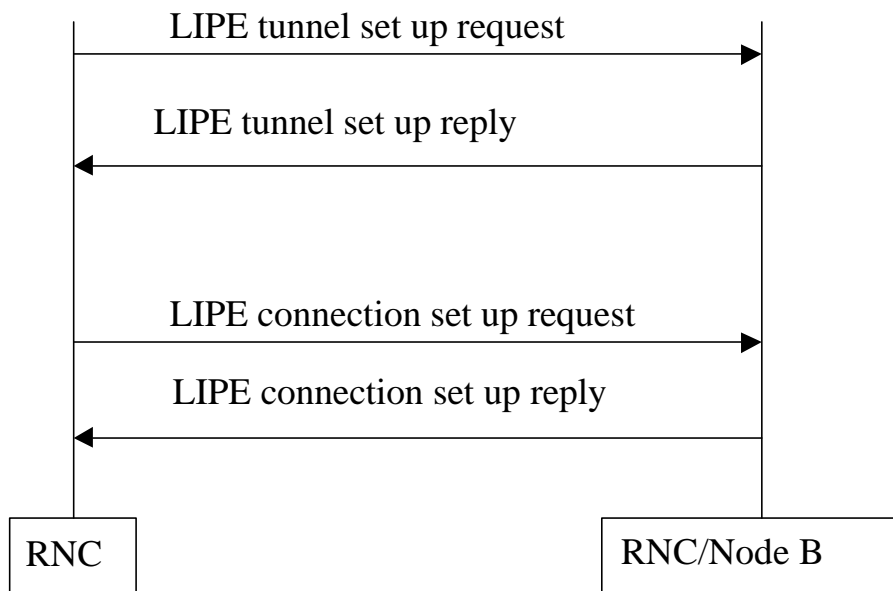 LIPE tunnel set up request
LIPE tunnel set up reply
LIPE connection set up request
LIPE connection set up reply
RNC
RNC/Node B